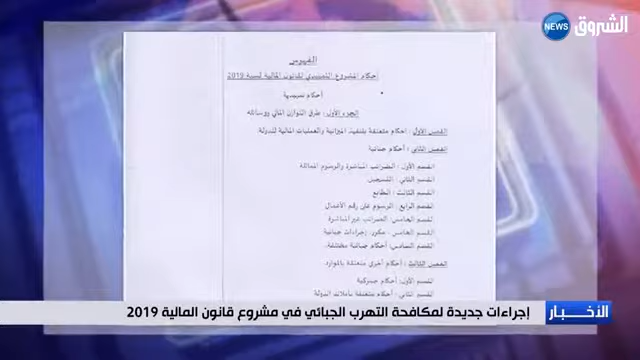 الشروق
NEWS
الفهرس
أحكام المشروع التمهيدي لقانون المالية لسنة 2019
أحكام تمهيدية
الجزء الأول : طرق التوازن المالي ووسائله
الفصل الأول : أحكام متعلقة بتنفيذ الميزانية والعمليات المالية للدولة
الفصل الثاني : أحكام جبائية
القسم الأول : الضرائب المباشرة والرسوم المماثلة
القسم الثاني : التسجيل
القسم الثالث : الطابع
القسم الرابع : الرسوم على رقم الأعمال
القسم الخامس : الضرائب غير المباشرة
القسم الخامس مكرر : إجراءات جبائية
القسم السادس : أحكام جبائية مختلفة
الفصل الثالث : أحكام أخرى متعلقة بالموارد
القسم الأول : أحكام جمركية
القسم الثاني : أحكام متعلقة بأملاك الدولة
الأخبار
إجراءات جديدة لمكافحة التهرب الجبائي في مشروع قانون المالية 2019